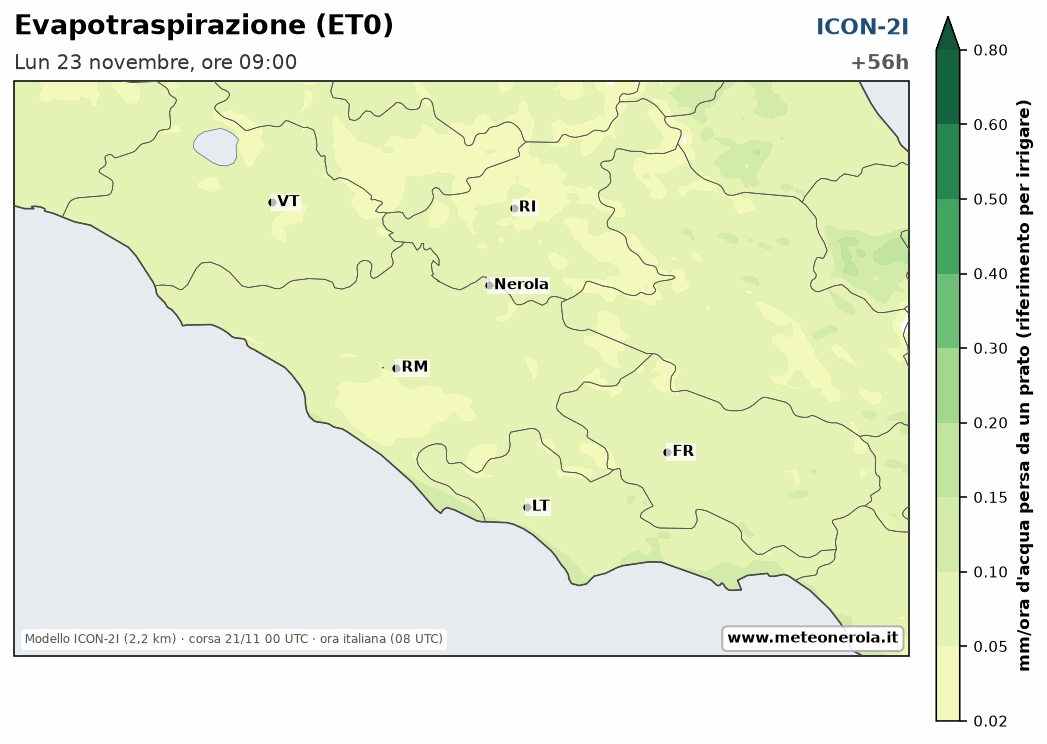 Evapotraspirazione (ET0)
ICON-2I
Lun 23 novembre, ore 09:00
+56h
VT
RI
Nerola
RM
FR
LT
Modello ICON-2I (2,2 km) · corsa 21/11 00 UTC · ora italiana (08 UTC)
www.meteonerola.it
0.80
0.60
0.50
0.40
0.30
0.20
0.15
0.10
0.05
0.02
mm/ora d'acqua persa da un prato (riferimento per irrigare)